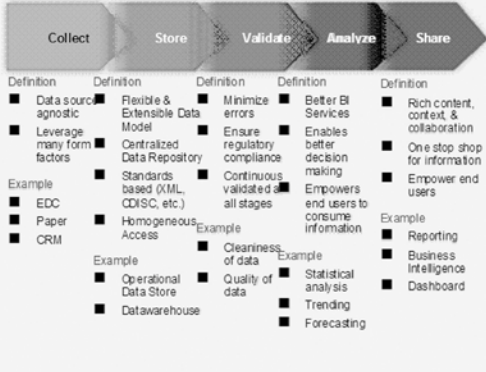 Collect
Store
Validate
Analyze
Share
Definition
Data source
agnostic
Leverage
many form
factors
Example
EDC
Paper
CRM
Definition
Flexible &
Extensible Data
Model
Centralized
Data Repository
Standards
based (XML,
CDISC, etc.)
Homogeneous
Access
Example
Operational
Data Store
Datawarehouse
Definition
Minimize
errors
Ensure
regulatory
compliance
Continuous
validated a
all stages
Example
Cleaniness
of data
Quality of
data
Definition
Better BI
Services
Enables
better
decision
making
Empowers
end users to
consume
information
Example
Statistical
analysis
Trending
Forecasting
Definition
Rich content,
context, &
collaboration
One stop shop
for information
Empower end
users
Example
Reporting
Business
Intelligence
Dashboard